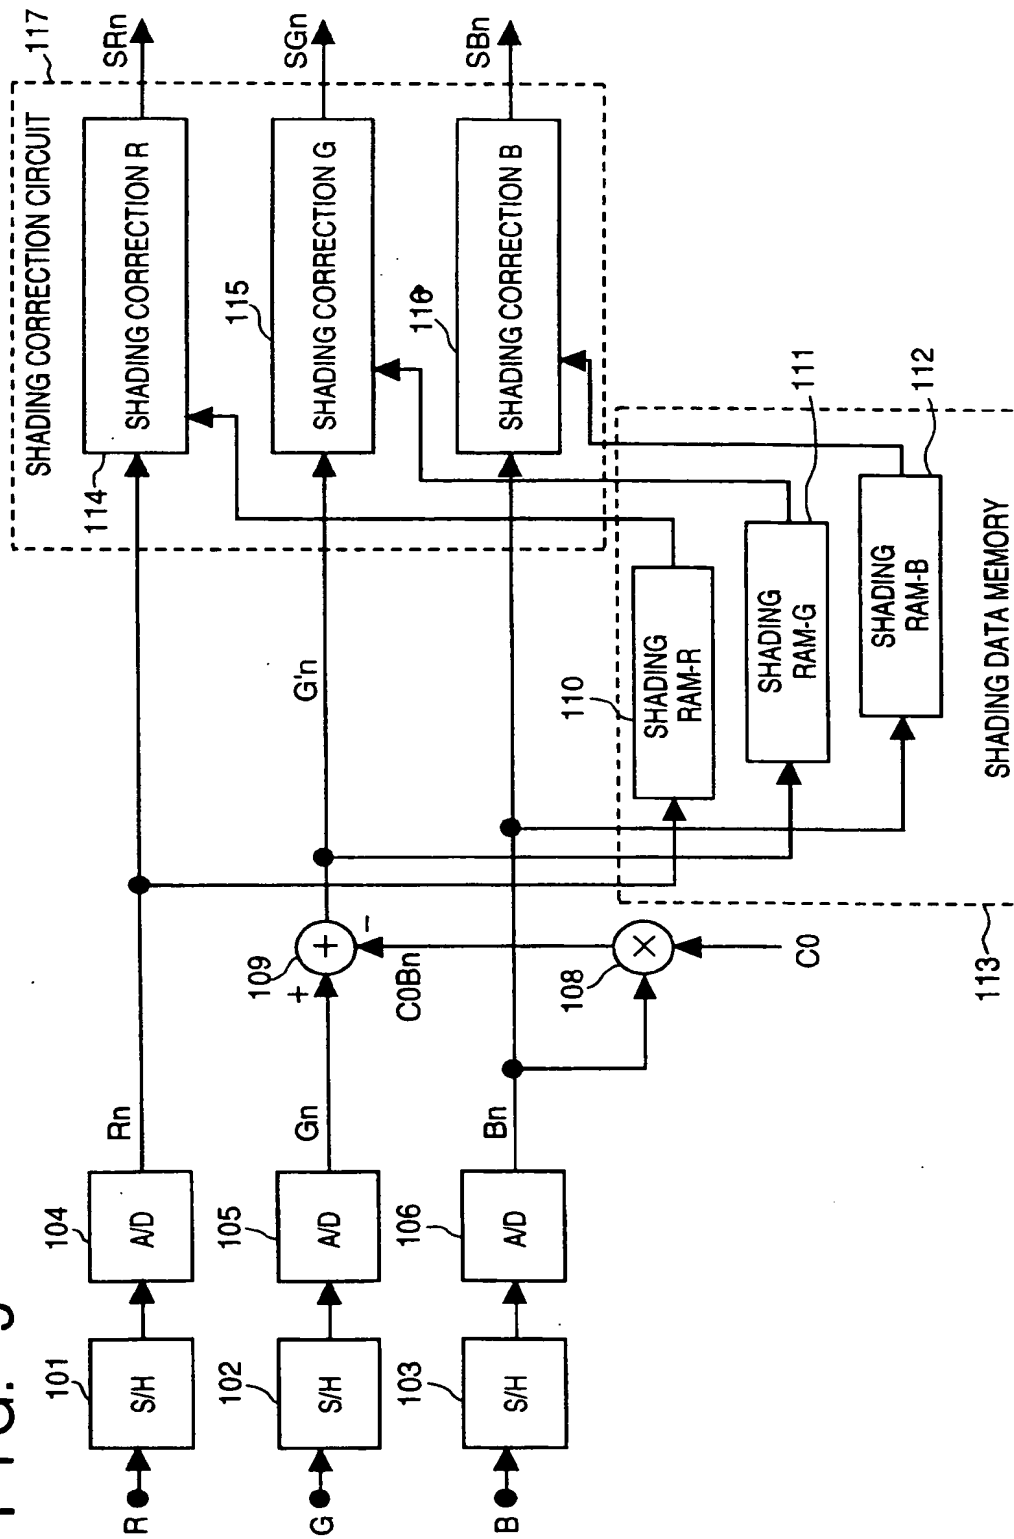 FIG.
R
S/H
101
A/D
104
Rn
114
SHADING CORRECTION CIRCUIT
SHADING CORRECTION R
117
SRn
G
S/H
102
A/D
105
Gn
+
109
+
−
G'n
115
SHADING CORRECTION G
SGn
B
S/H
103
A/D
106
Bn
C0Bn
108
×
C0
116
SHADING CORRECTION B
SBn
110
SHADING
RAM-R
SHADING
RAM-G
111
SHADING
RAM-B
112
113
SHADING DATA MEMORY